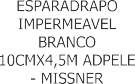 ESPARADRAPO
IMPERMEAVEL
BRANCO
10CMX4,5M ADPELE
- MISSNER